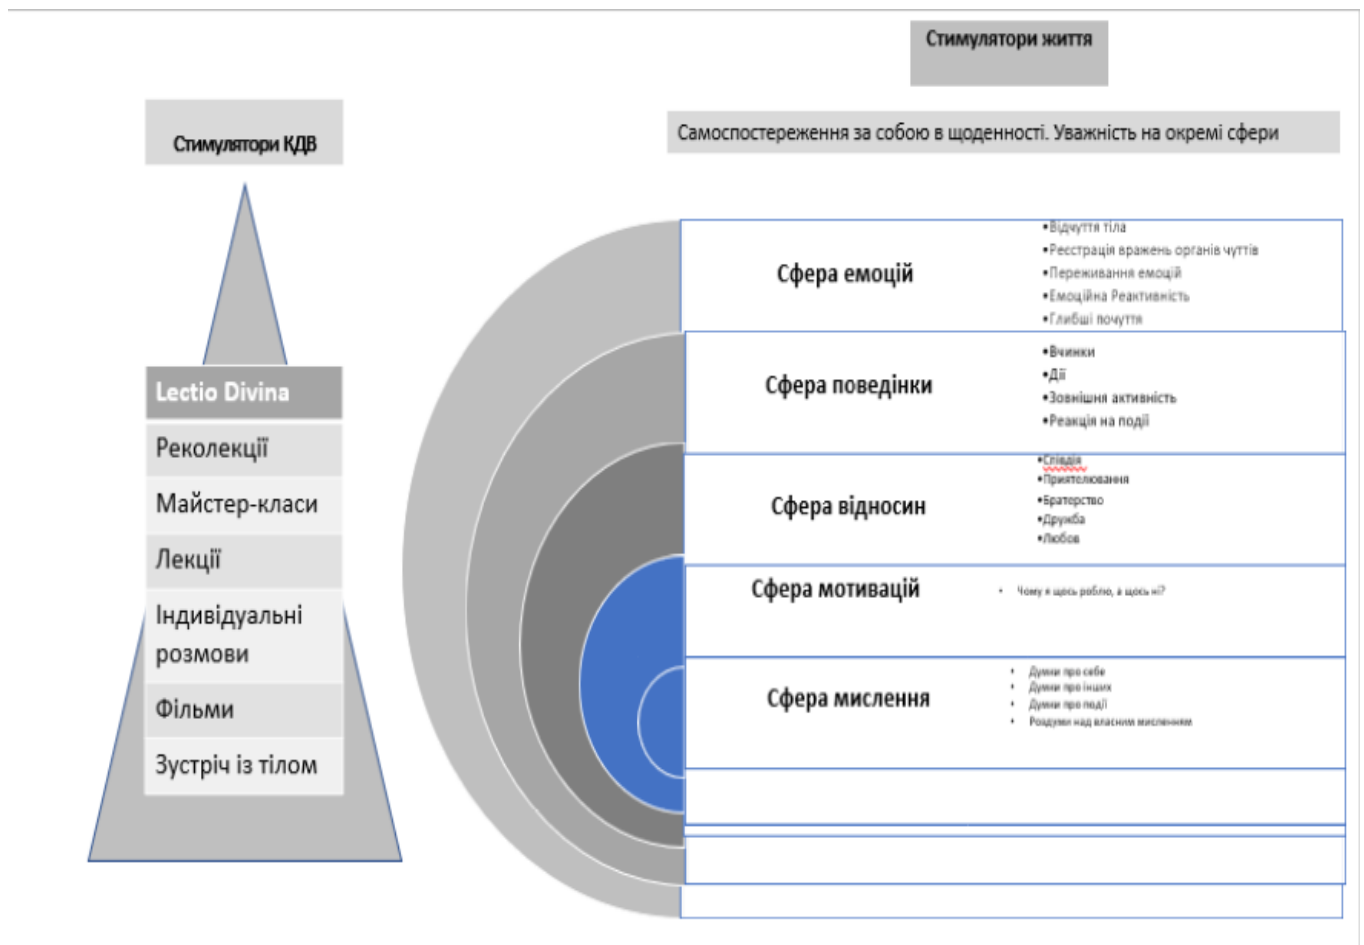 Стимулятори життя
Стимулятори КДВ
Самоспостереження за собою в щоденності. Уважність на окремі сфери
Lectio Divina
Реколекції
Майстер-класи
Лекції
Індивідуальні
розмови
Фільми
Зустріч із тілом
Сфера емоцій
•Відчуття тіла
•Реєстрація вражень органів чуттів
•Переживання емоцій
•Емоційна Реактивність
•Глибші почуття
Сфера поведінки
•Вчинки
•Дії
•Зовнішня активність
•Реакція на події
Сфера відносин
•Співдія
•Приятелювання
•Братерство
•Дружба
•Любов
Сфера мотивацій
• Чому я щось роблю, а щось ні?
Сфера мислення
• Думки про себе
• Думки про інших
• Думки про події
• Роздуми над власним мисленням